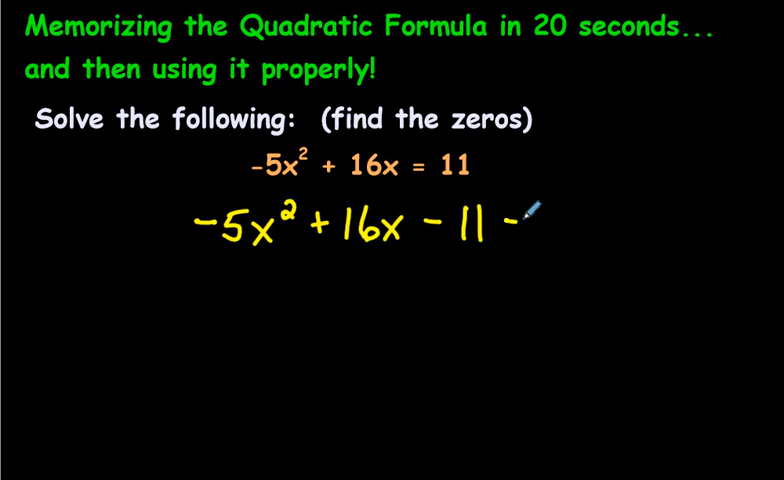 Memorizing the Quadratic Formula in 20 seconds...
and then using it properly!
Solve the following: (find the zeros)
-5x² + 16x = 11
-5x² + 16x - 11 -